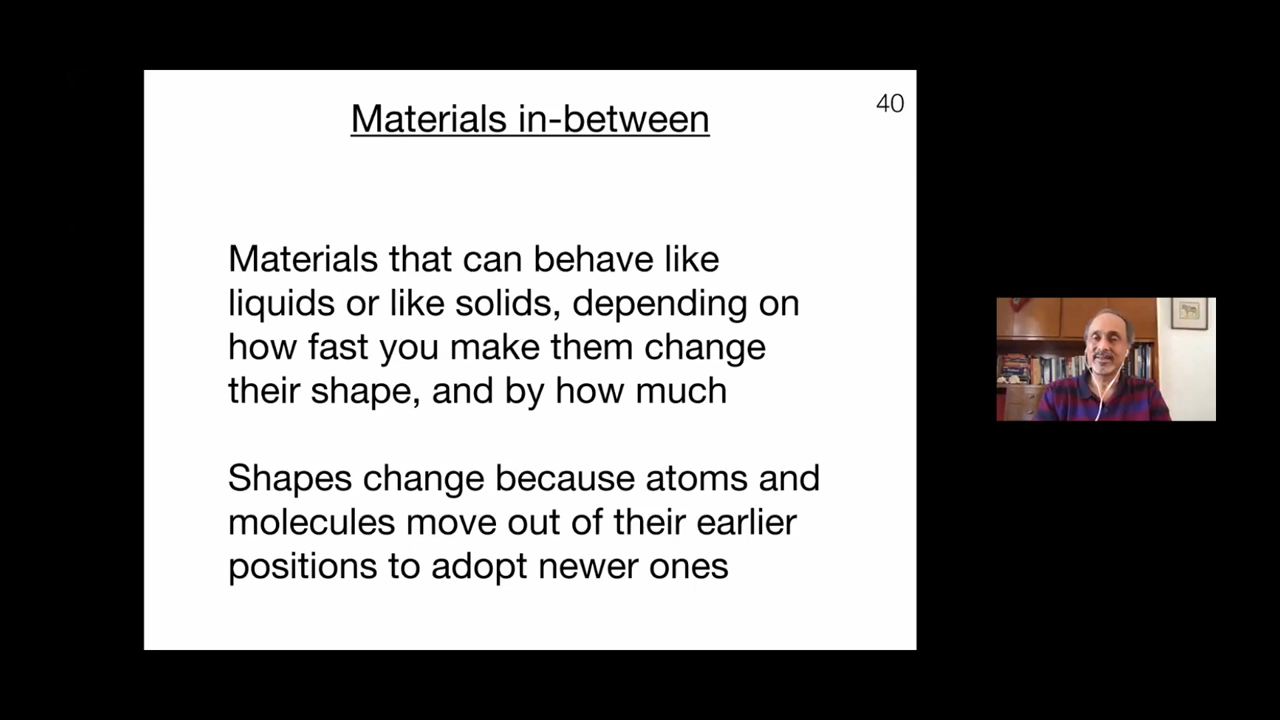 Materials in-between
40
Materials that can behave like
liquids or like solids, depending on
how fast you make them change
their shape, and by how much
Shapes change because atoms and
molecules move out of their earlier
positions to adopt newer ones